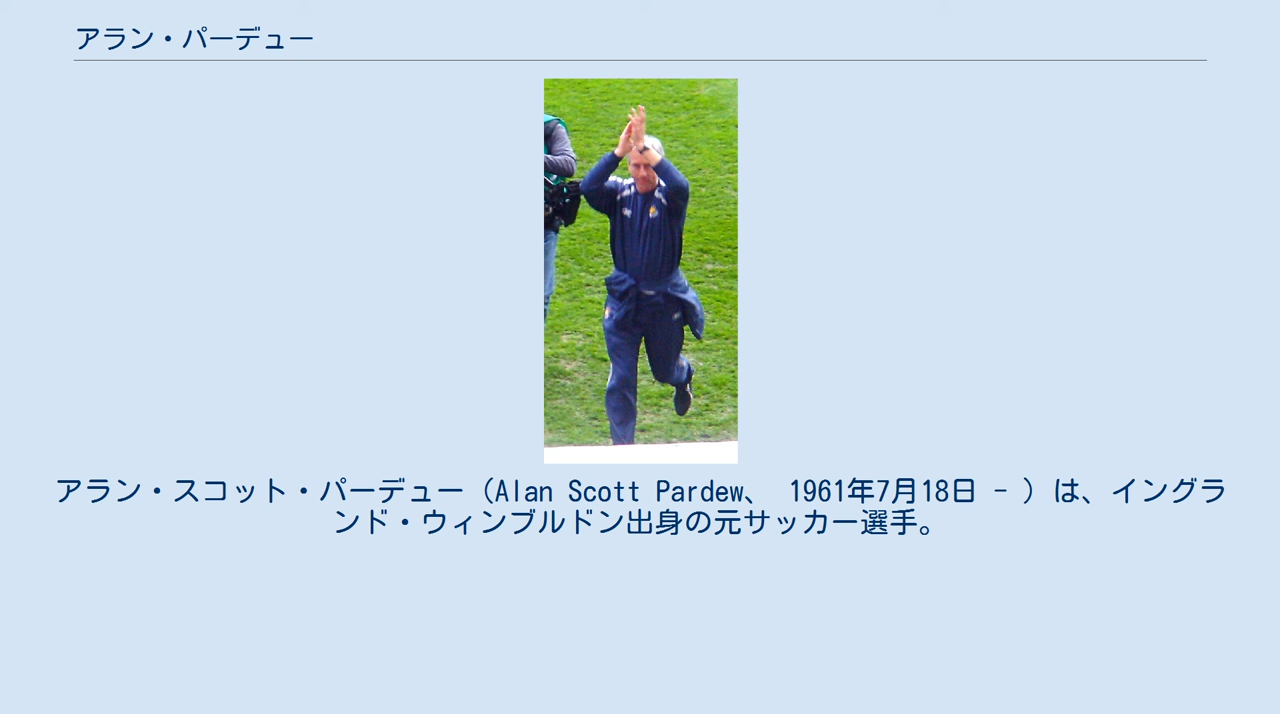 アラン・パーデュー
アラン・スコット・パーデュー（Alan Scott Pardew、 1961年7月18日 - ）は、イングラ
ンド・ウィンブルドン出身の元サッカー選手。